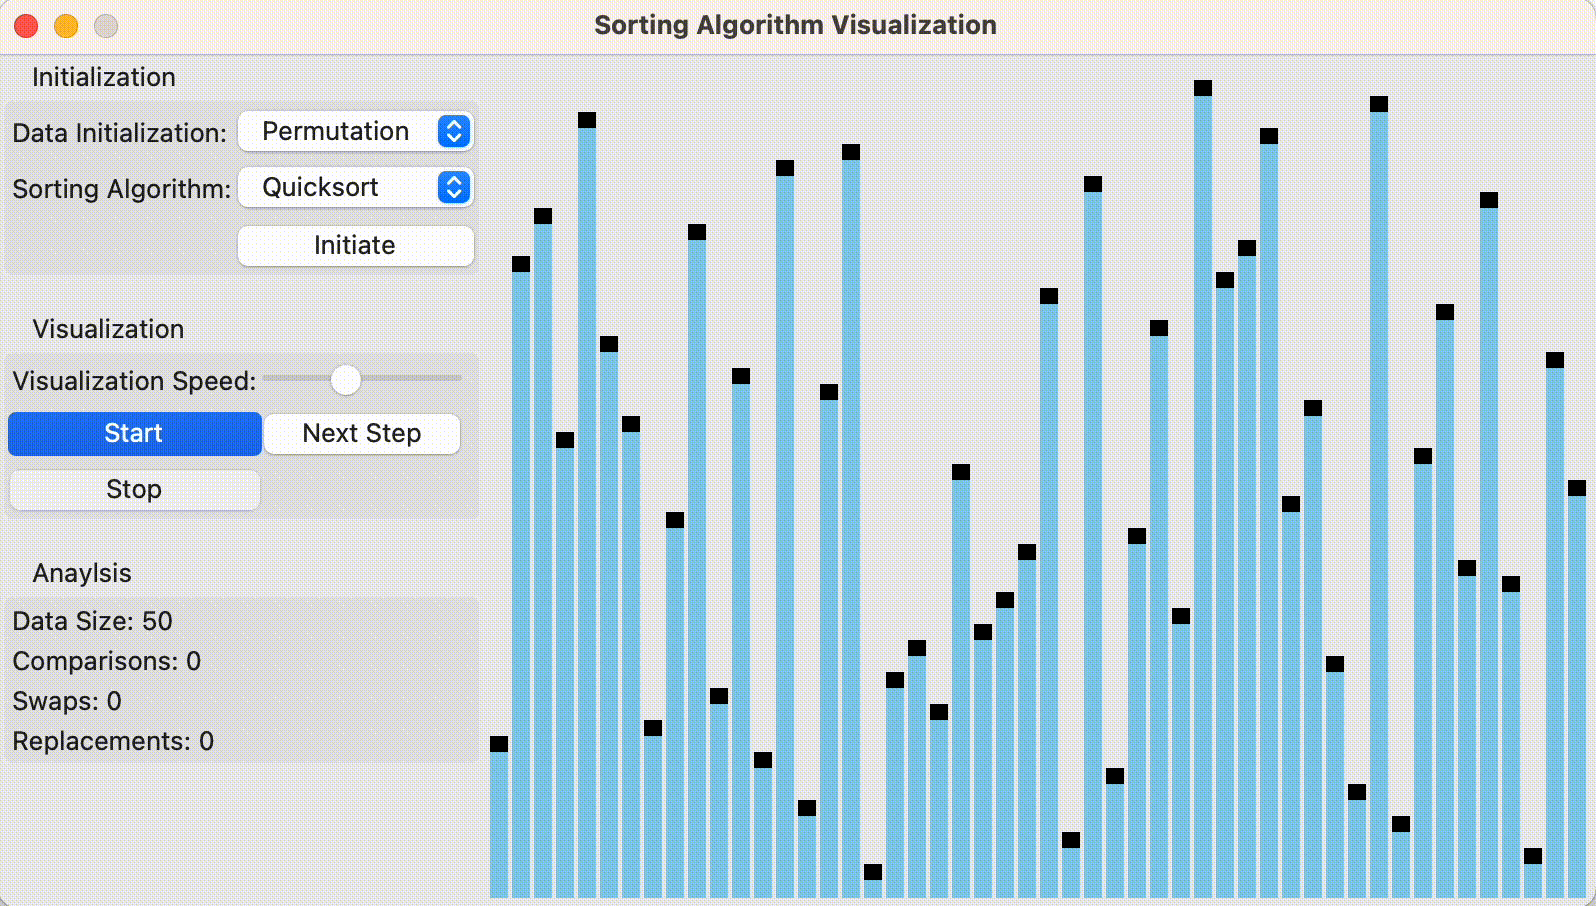 Sorting Algorithm Visualization
Initialization
Data Initialization: Permutation
Sorting Algorithm: Quicksort
Initiate
Visualization
Visualization Speed:
Start Next Step
Stop
Anaylsis
Data Size: 50
Comparisons: 0
Swaps: 0
Replacements: 0